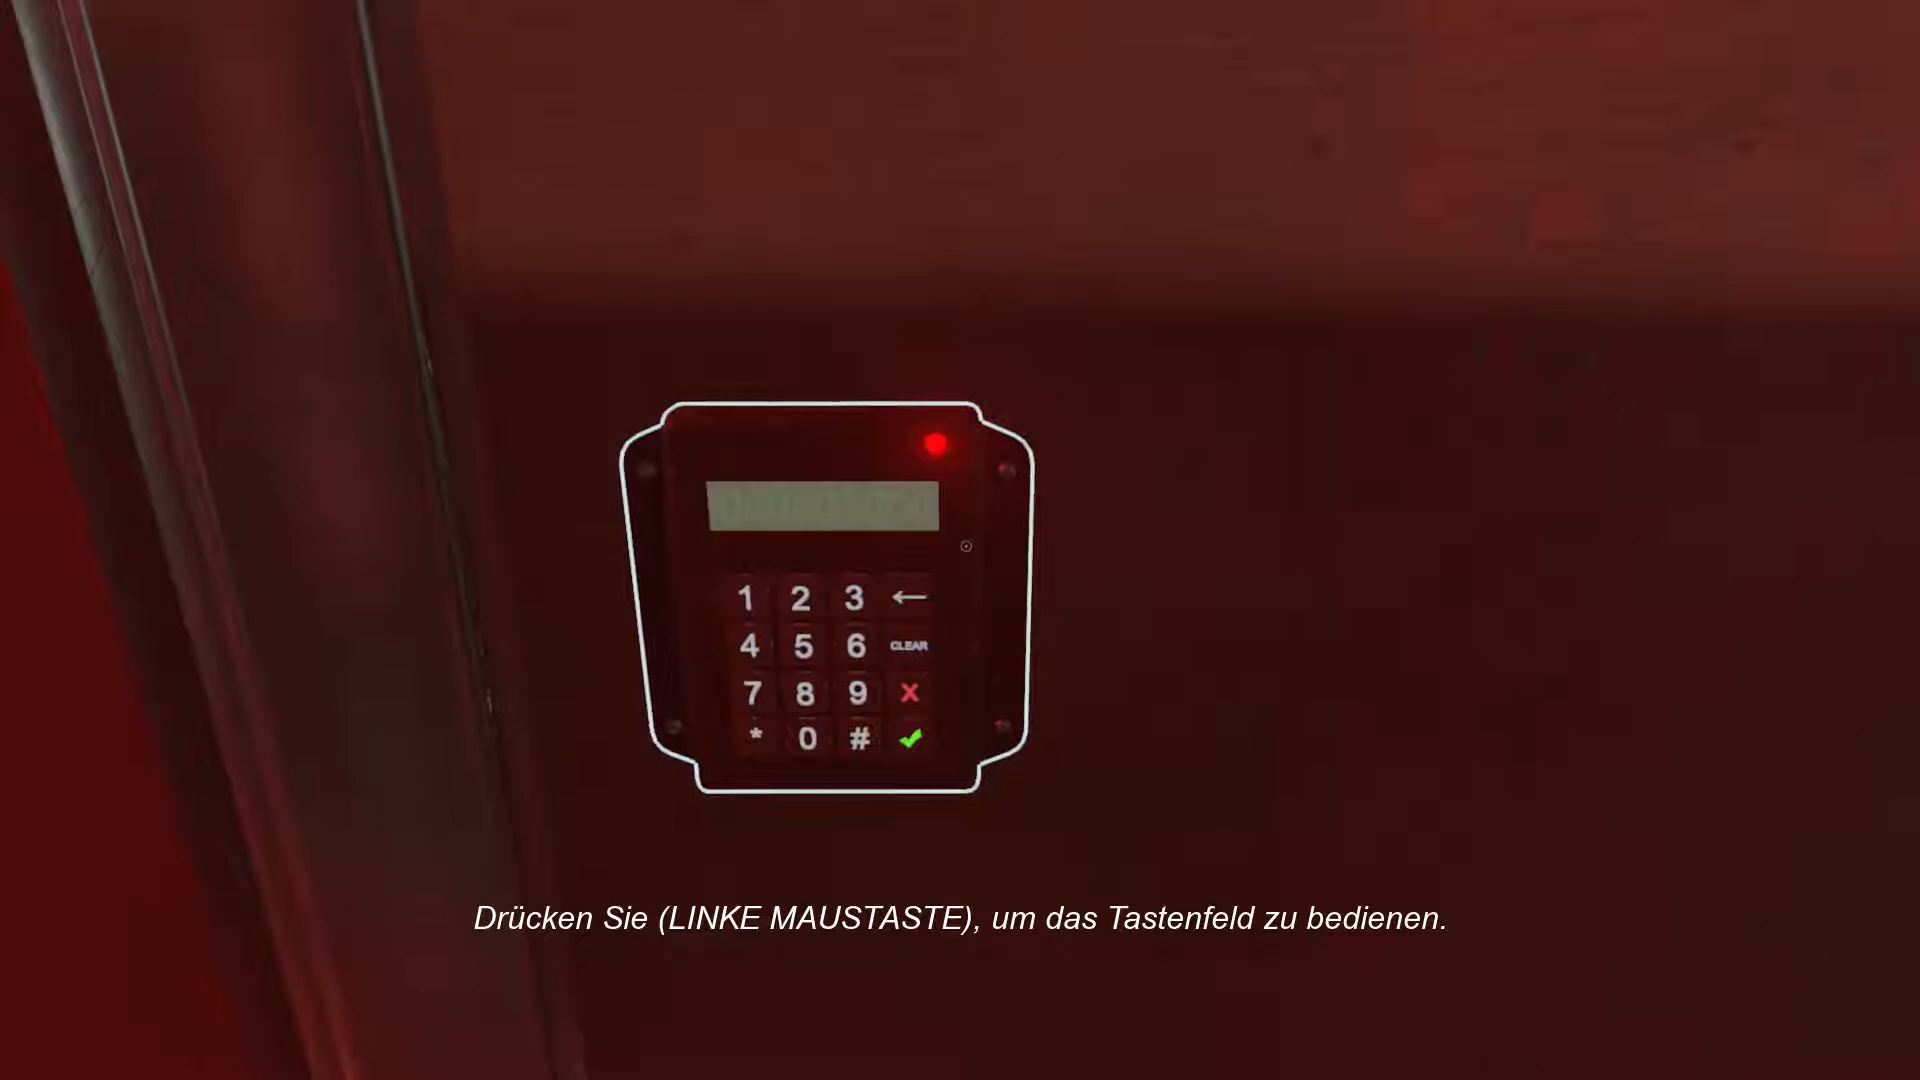 1 2 3 ←
4 5 6 CLEAR
7 8 9 X
* 0 # ✓
Drücken Sie (LINKE MAUSTASTE), um das Tastenfeld zu bedienen.